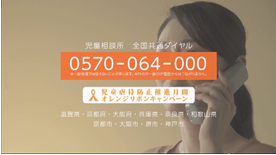 児童相談所 全国共通ダイヤル
0570-064-000
児童虐待防止推進月間
オレンジリボンキャンペーン
滋賀県・京都府・大阪府・兵庫県・奈良県・和歌山県
京都市・大阪市・堺市・神戸市